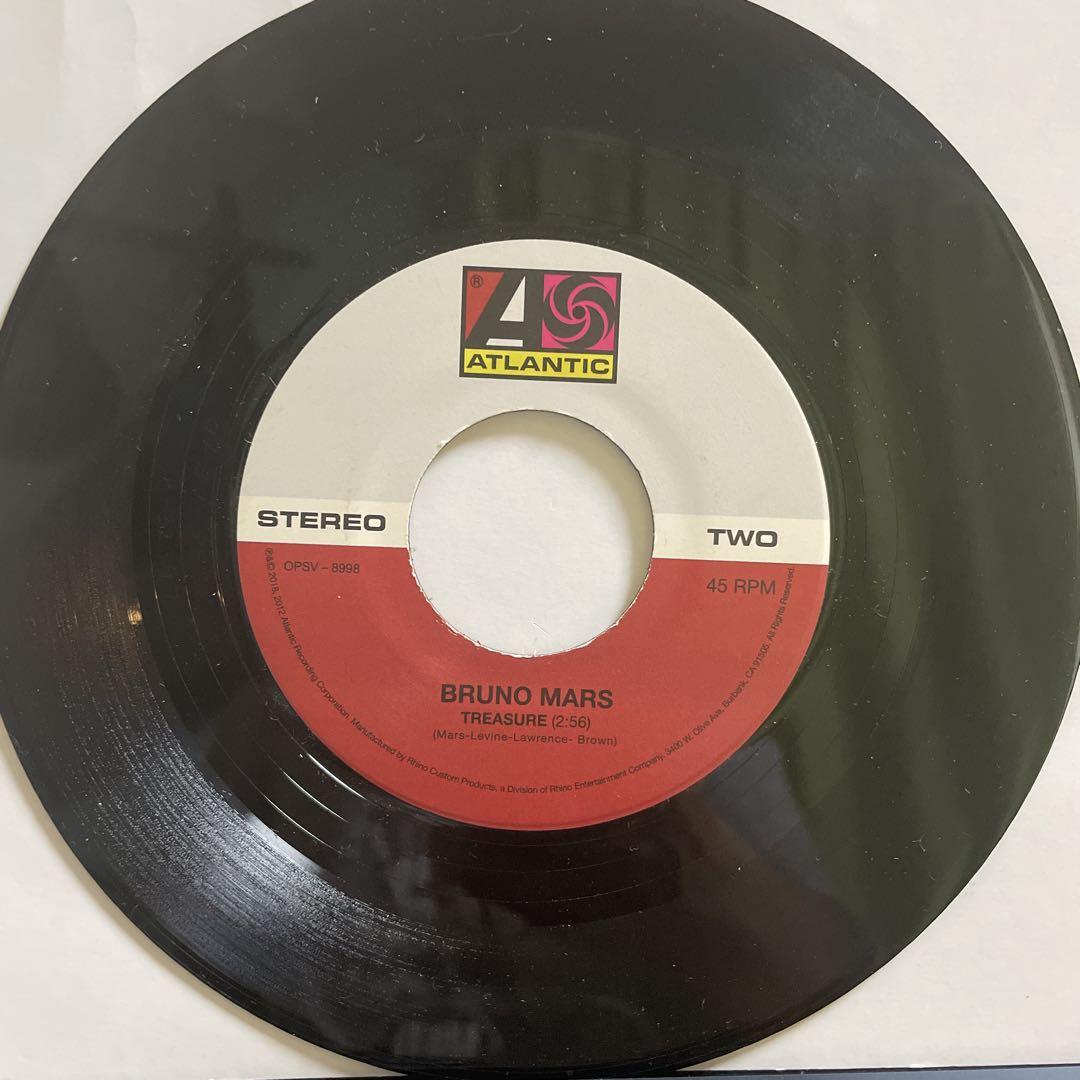 ®
ATLANTIC
STEREO
TWO
OPSV – 8998
45 RPM
BRUNO MARS
TREASURE (2:56)
(Mars-Levine-Lawrence- Brown)
℗&© 2018, 2012 Atlantic Recording Corporation. Manufactured by Rhino Custom Products, a Division of Rhino Entertainment Company, 3400 W. Olive Ave, Burbank, CA 91505. All Rights Reserved.